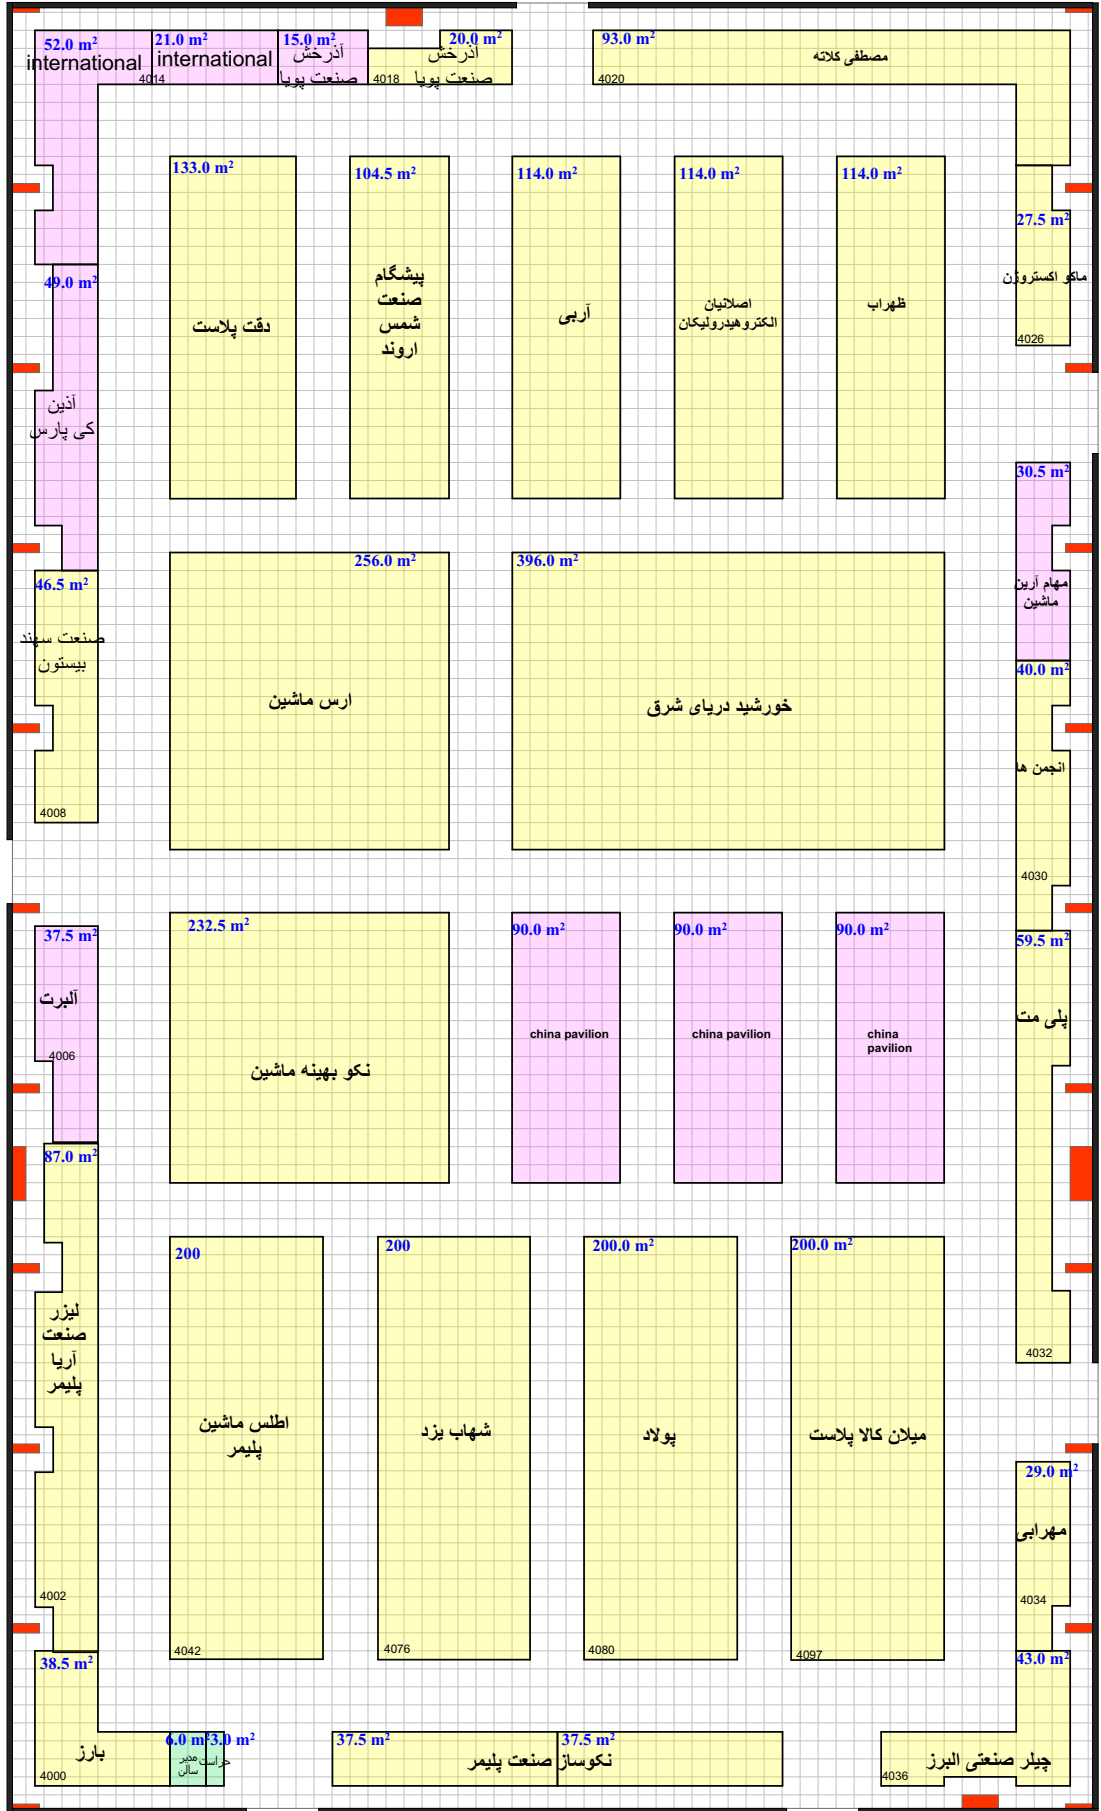 52.0 m²
international
21.0 m²
international
4014
15.0 m²
آذرخش
صنعت پویا
20.0 m²
آذرخش
صنعت پویا
4018
93.0 m²
مصطفی کلاته
4020
133.0 m²
دقت پلاست
104.5 m²
پیشگام
صنعت
شمس
اروند
114.0 m²
آربی
114.0 m²
اصلانیان
الکتروهیدرولیکان
114.0 m²
ظهراب
27.5 m²
ماکو اکستروژن
4026
49.0 m²
آذین
کی پارس
30.5 m²
مهام آرین
ماشین
46.5 m²
صنعت سهند
بیستون
4008
256.0 m²
ارس ماشین
396.0 m²
خورشید دریای شرق
40.0 m²
انجمن ها
4030
37.5 m²
آلبرت
4006
232.5 m²
نکو بهینه ماشین
90.0 m²
china pavilion
90.0 m²
china pavilion
90.0 m²
china
pavilion
59.5 m²
پلی مت
4032
87.0 m²
لیزر
صنعت
آریا
پلیمر
4002
200
اطلس ماشین
پلیمر
4042
200
شهاب یزد
4076
200.0 m²
پولاد
4080
200.0 m²
میلان کالا پلاست
4097
29.0 m²
مهرابی
4034
38.5 m²
بارز
4000
6.0 m²
مدیر
سالن
3.0 m²
حراست
37.5 m²
37.5 m²
نکوساز صنعت پلیمر
43.0 m²
چیلر صنعتی البرز
4036